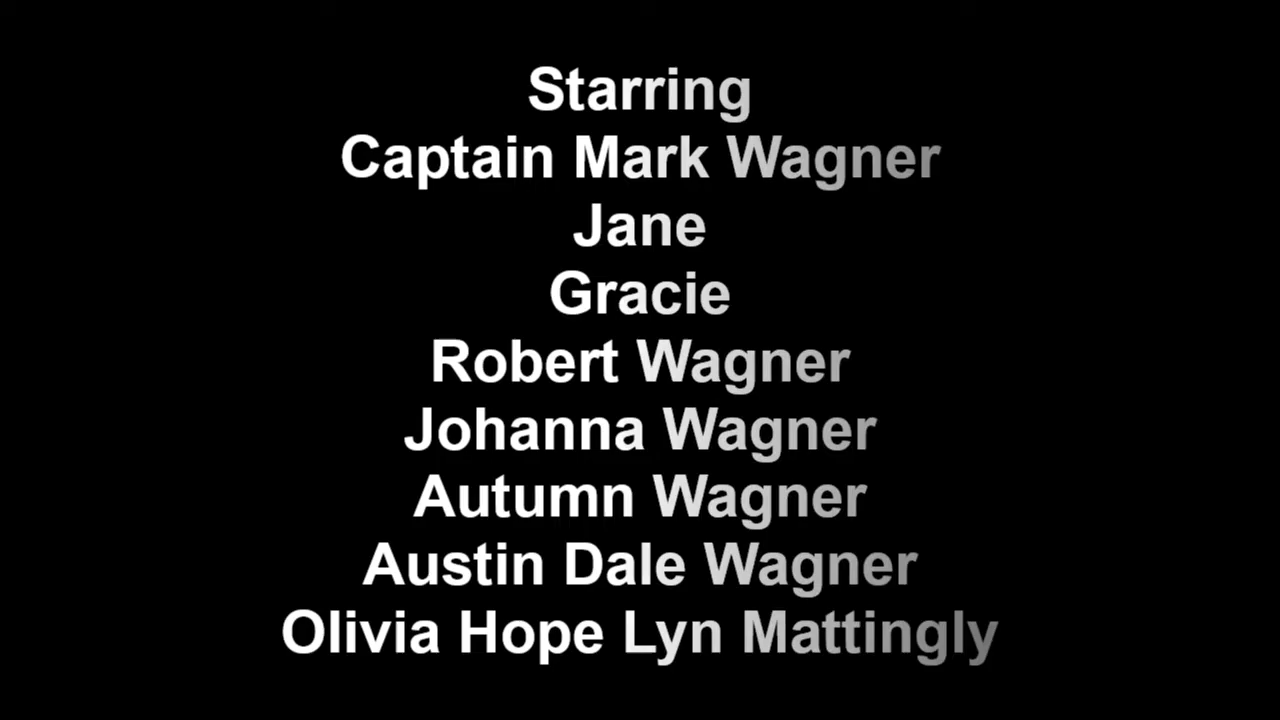 Starring
Captain Mark Wagner
Jane
Gracie
Robert Wagner
Johanna Wagner
Autumn Wagner
Austin Dale Wagner
Olivia Hope Lyn Mattingly